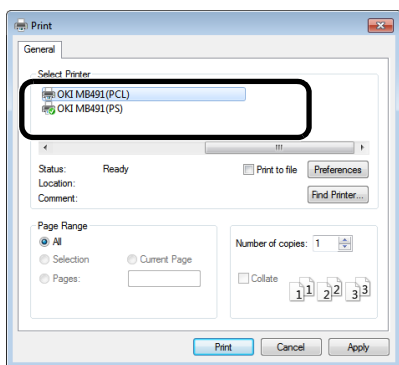 Print
General
Select Printer
OKI MB491(PCL)
OKI MB491(PS)
Status: Ready Print to file Preferences
Location:
Comment: Find Printer...
Page Range
All Number of copies: 1
Selection Current Page
Pages: Collate
1 1 2 2 3 3
Print Cancel Apply